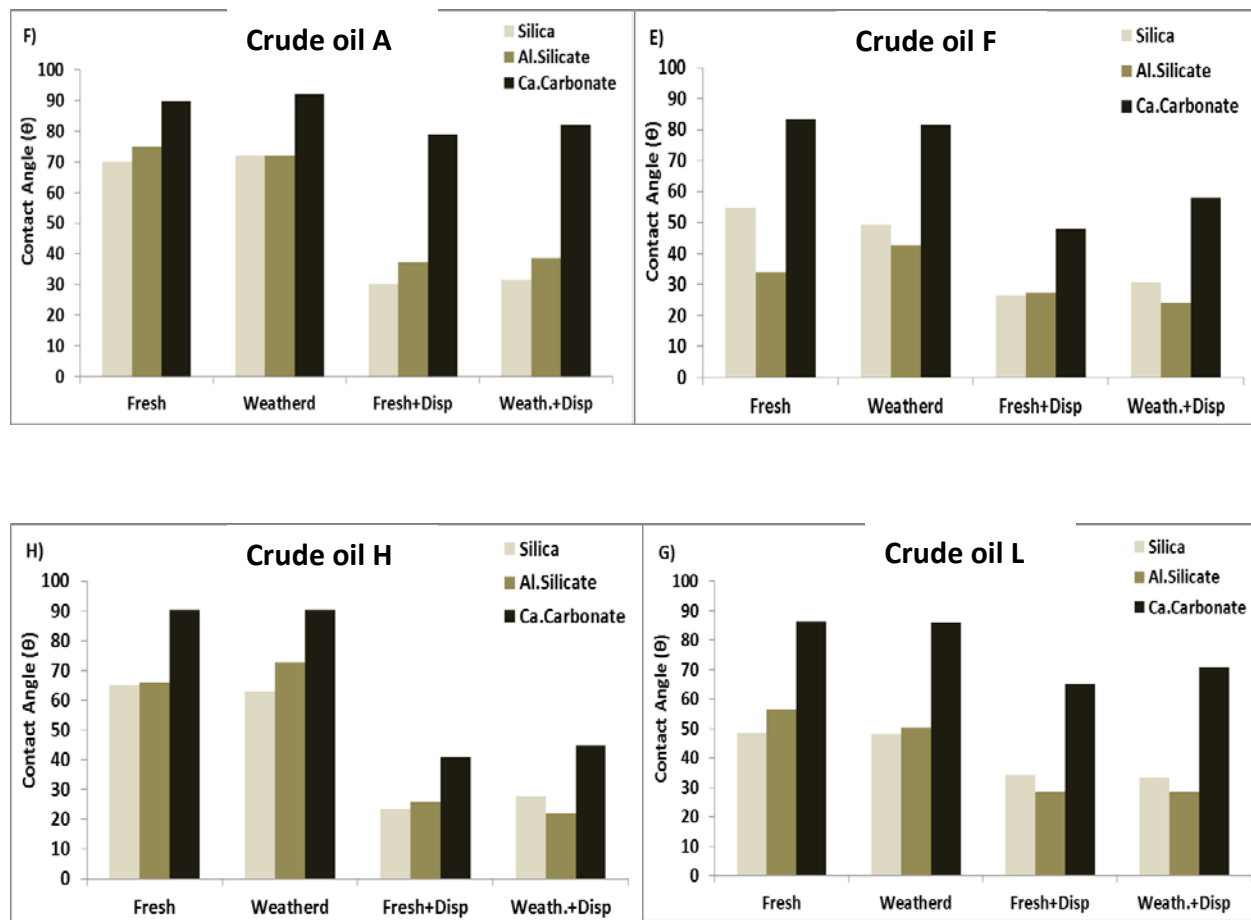 F)
Crude oil A
Silica
Al.Silicate
Ca.Carbonate
Contact Angle (θ)
100
90
80
70
60
50
40
30
20
10
0
Fresh
Weatherd
Fresh+Disp
Weath.+Disp
E)
Crude oil F
Silica
Al.Silicate
Ca.Carbonate
Contact Angle (θ)
100
90
80
70
60
50
40
30
20
10
0
Fresh
Weatherd
Fresh+Disp
Weath.+Disp
H)
Crude oil H
Silica
Al.Silicate
Ca.Carbonate
Contact Angle (θ)
100
90
80
70
60
50
40
30
20
10
0
Fresh
Weatherd
Fresh+Disp
Weath.+Disp
G)
Crude oil L
Silica
Al.Silicate
Ca.Carbonate
Contact Angle (θ)
100
90
80
70
60
50
40
30
20
10
0
Fresh
Weatherd
Fresh+Disp
Weath.+Disp